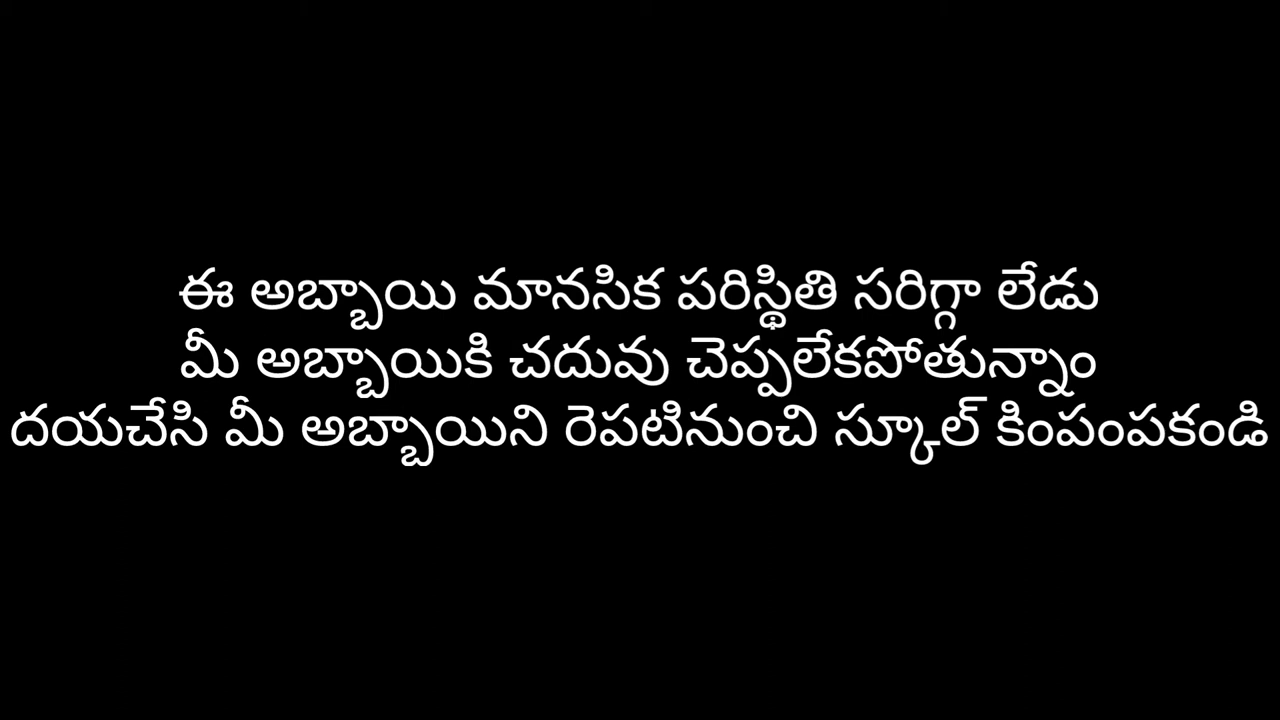 ఈ అబ్బాయి మానసిక పరిస్థితి సరిగ్గా లేడు
మీ అబ్బాయికి చదువు చెప్పలేకపోతున్నాం
దయచేసి మీ అబ్బాయిని రెపటినుంచి స్కూల్ కింపంపకండి